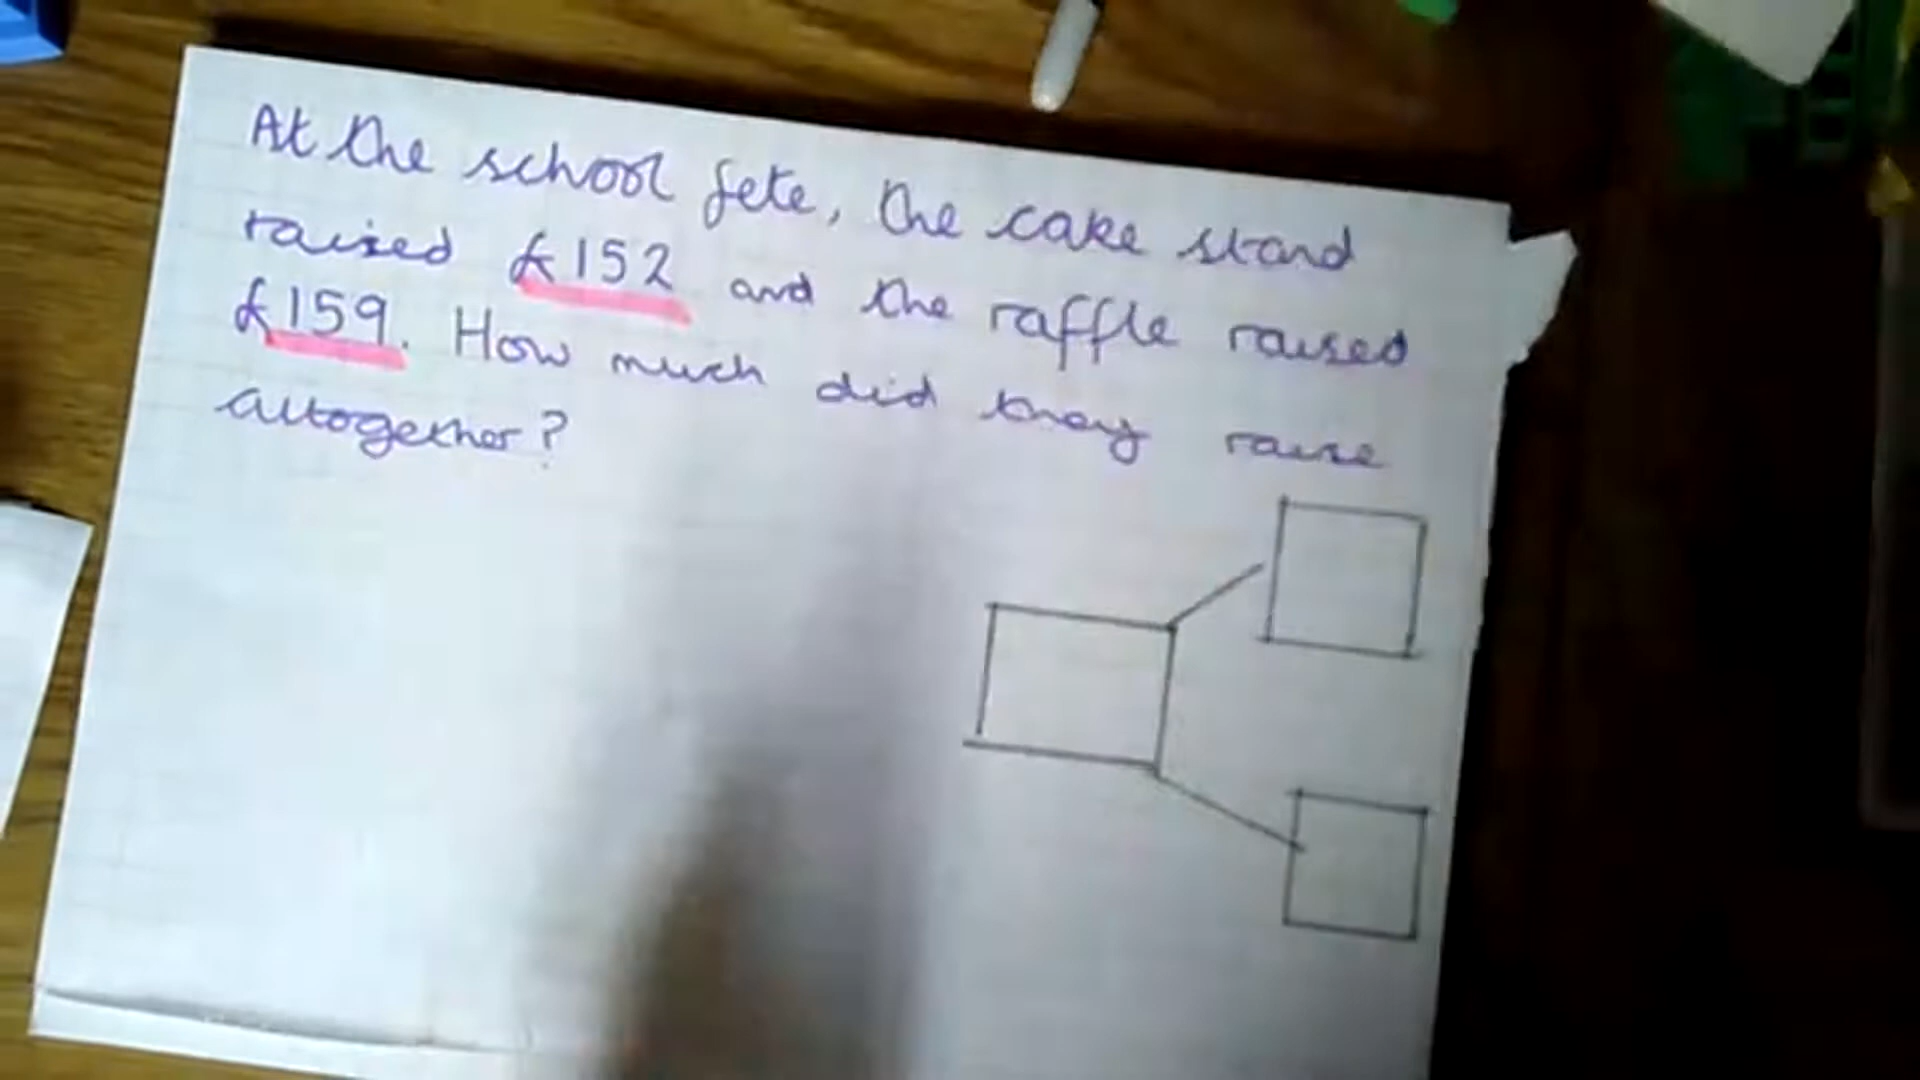 At the school fete, the cake stand
raised £152 and the raffle raised
£159. How much did they raise
altogether?